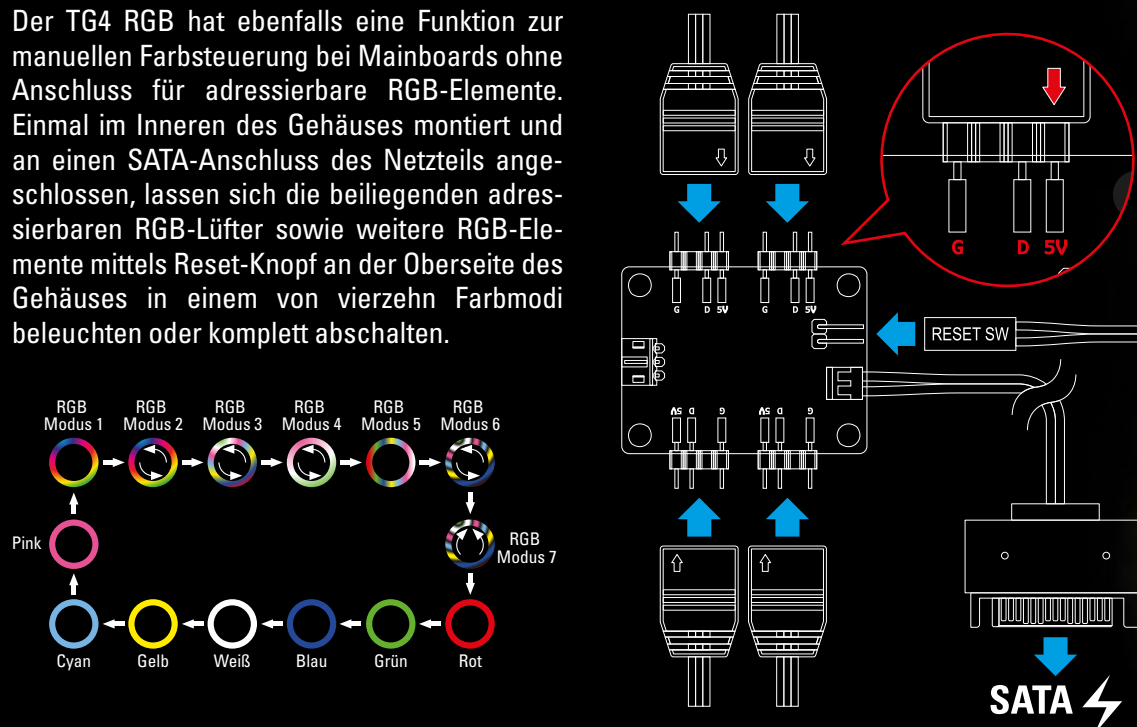 Der TG4 RGB hat ebenfalls eine Funktion zur
manuellen Farbsteuerung bei Mainboards ohne
Anschluss für adressierbare RGB-Elemente.
Einmal im Inneren des Gehäuses montiert und
an einen SATA-Anschluss des Netzteils ange-
schlossen, lassen sich die beiliegenden adres-
sierbaren RGB-Lüfter sowie weitere RGB-Ele-
mente mittels Reset-Knopf an der Oberseite des
Gehäuses in einem von vierzehn Farbmodi
beleuchten oder komplett abschalten.
RGB
Modus 1
RGB
Modus 2
RGB
Modus 3
RGB
Modus 4
RGB
Modus 5
RGB
Modus 6
RGB
Modus 7
Pink
Cyan
Gelb
Weiß
Blau
Grün
Rot
G D 5V
G D 5V
G D 5V
RESET SW
5V D G
5V D G
SATA